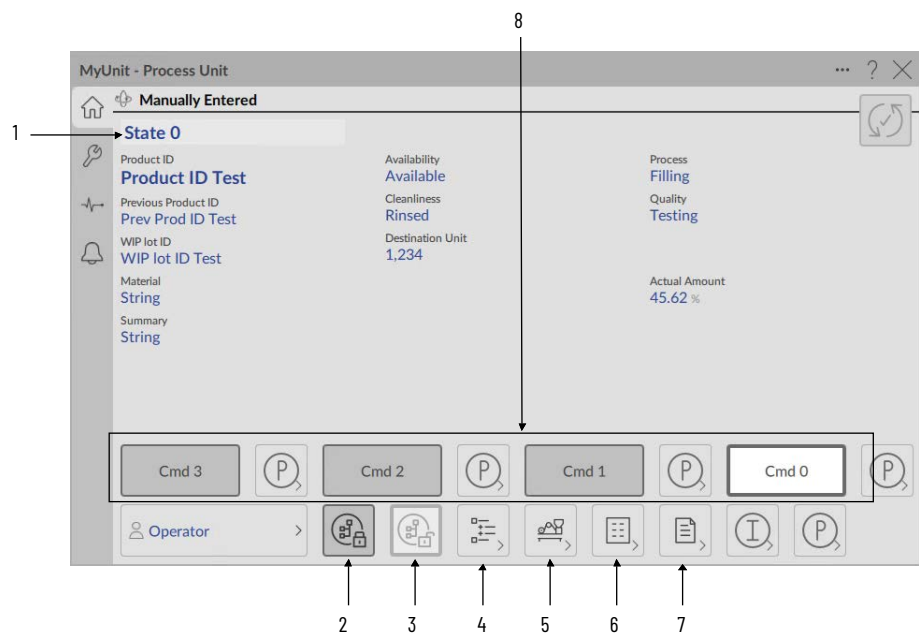 8
MyUnit - Process Unit ... ?
Manually Entered
1
State 0
Product ID
Product ID Test
Availability
Available
Process
Filling
Previous Product ID
Prev Prod ID Test
Cleanliness
Rinsed
Quality
Testing
WIP lot ID
WIP lot ID Test
Destination Unit
1,234
Material
String
Actual Amount
45.62 %
Summary
String
Cmd 3 P Cmd 2 P Cmd 1 P Cmd 0 P
Operator I P
2 3 4 5 6 7